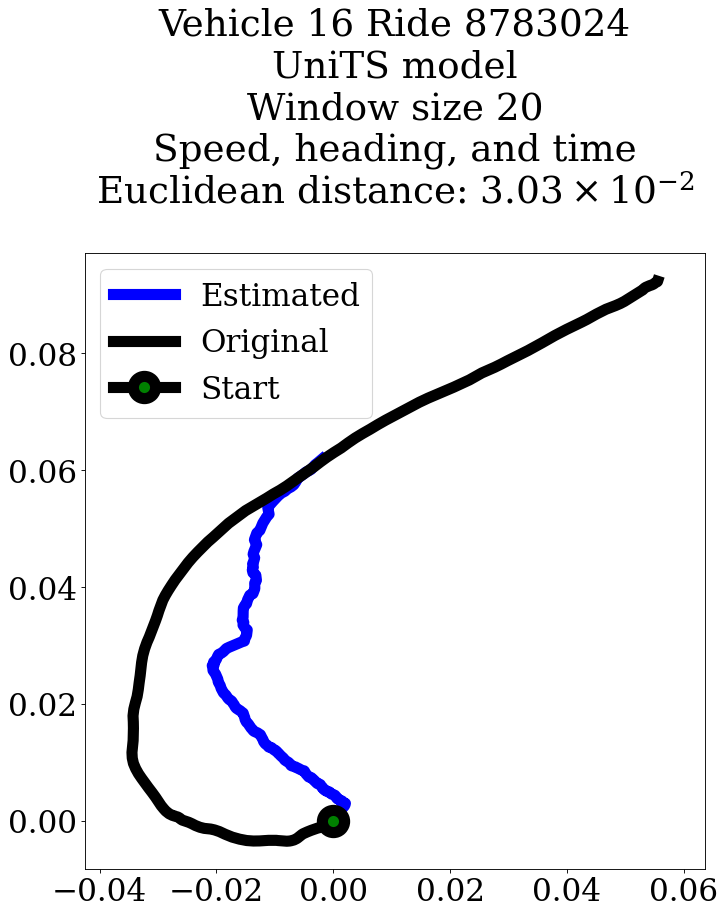 Vehicle 16 Ride 8783024
UniTS model
Window size 20
Speed, heading, and time
Euclidean distance: 3.03 × 10⁻²
Estimated
Original
Start
0.08
0.06
0.04
0.02
0.00
−0.04 −0.02 0.00 0.02 0.04 0.06